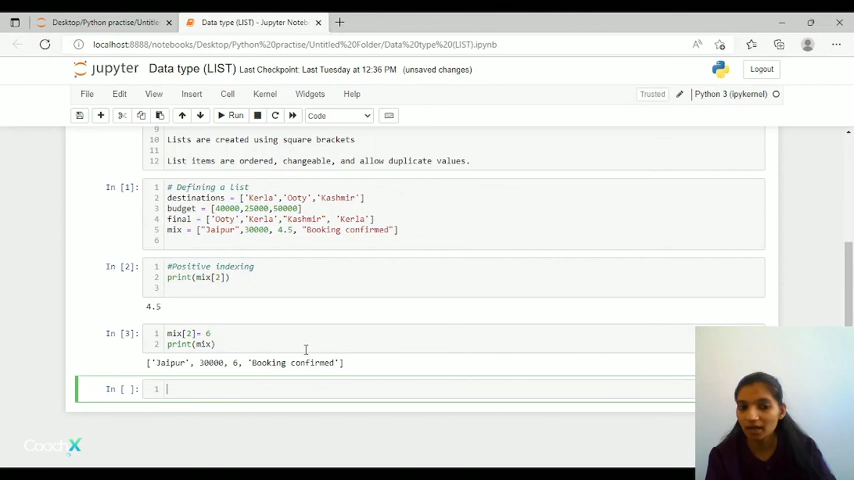 Desktop/Python practise/Untitle
Data type (LIST) - Jupyter Noteb
localhost:8888/notebooks/Desktop/Python%20practise/Untitled%20Folder/Data%20type%20(LIST).ipynb
jupyter Data type (LIST) Last Checkpoint: Last Tuesday at 12:36 PM (unsaved changes) Logout
File Edit View Insert Cell Kernel Widgets Help Trusted Python 3 (ipykernel)
Run Code
9
10 Lists are created using square brackets
11
12 List items are ordered, changeable, and allow duplicate values.
In [1]: 1 # Defining a list
2 destinations = ['Kerla','Ooty','Kashmir']
3 budget = [40000,25000,50000]
4 final = ['Ooty','Kerla',"Kashmir", 'Kerla']
5 mix = ["Jaipur",30000, 4.5, "Booking confirmed"]
6
In [2]: 1 #Positive indexing
2 print(mix[2])
3
4.5
In [3]: 1 mix[2]= 6
2 print(mix)
['Jaipur', 30000, 6, 'Booking confirmed']
In [ ]: 1
CoachX